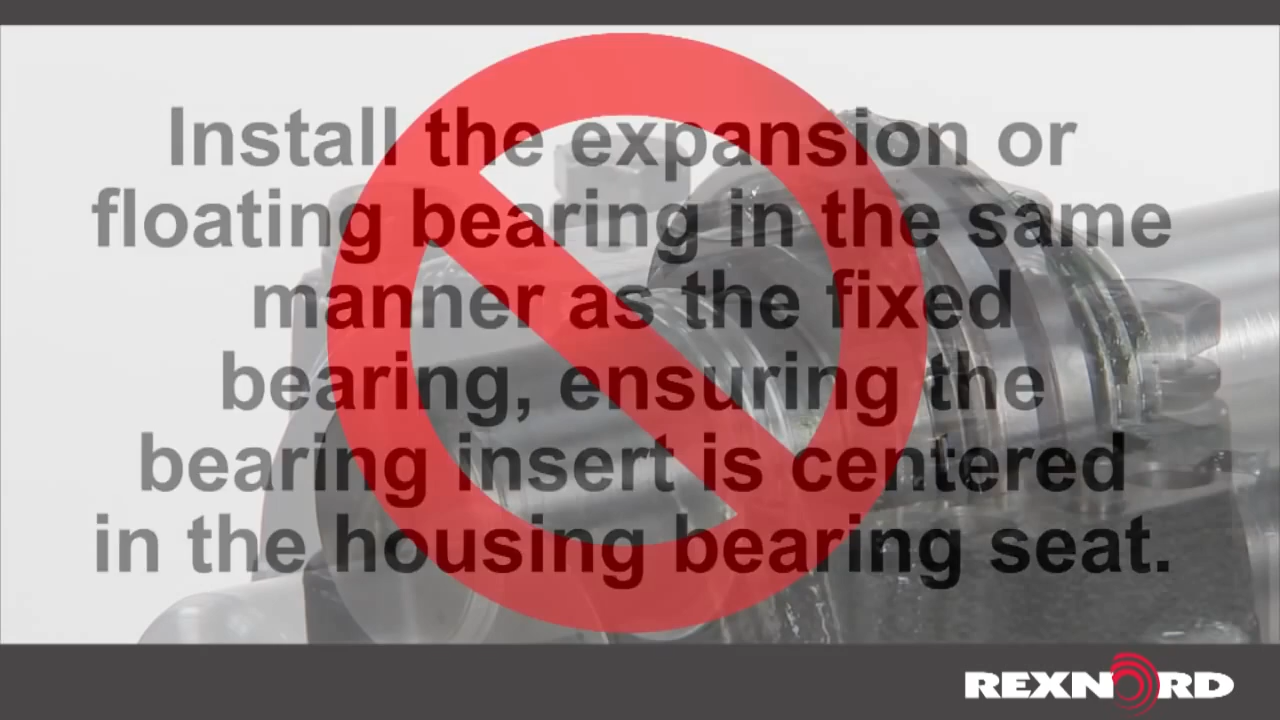 Install the expansion or
floating bearing in the same
manner as the fixed
bearing, ensuring the
bearing insert is centered
in the housing bearing seat.
REXNORD